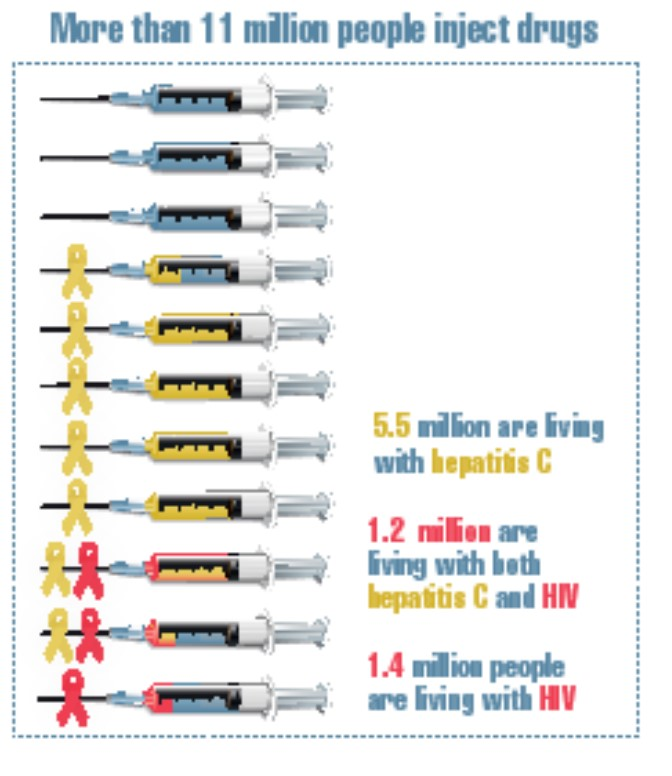 More than 11 million people inject drugs
5.5 million are living
with hepatitis C
1.2 million are
living with both
hepatitis C and HIV
1.4 million people
are living with HIV